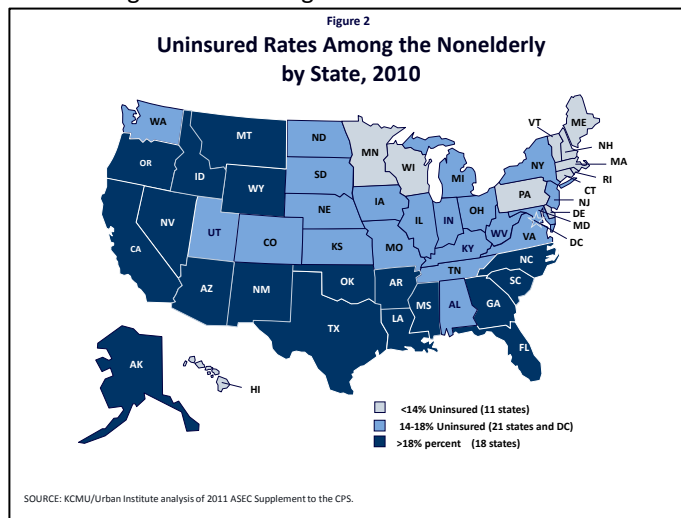 Figure 2
Uninsured Rates Among the Nonelderly
by State, 2010
WA
MT
ND
MN
VT
ME
NH
MA
RI
CT
NJ
DE
MD
DC
OR
ID
WY
SD
WI
MI
NY
PA
NV
UT
CO
NE
IA
IL
IN
OH
WV
VA
CA
KS
MO
KY
NC
AZ
NM
OK
AR
TN
SC
TX
LA
MS
AL
GA
FL
AK
HI
<14% Uninsured (11 states)
14-18% Uninsured (21 states and DC)
>18% percent (18 states)
SOURCE: KCMU/Urban Institute analysis of 2011 ASEC Supplement to the CPS.